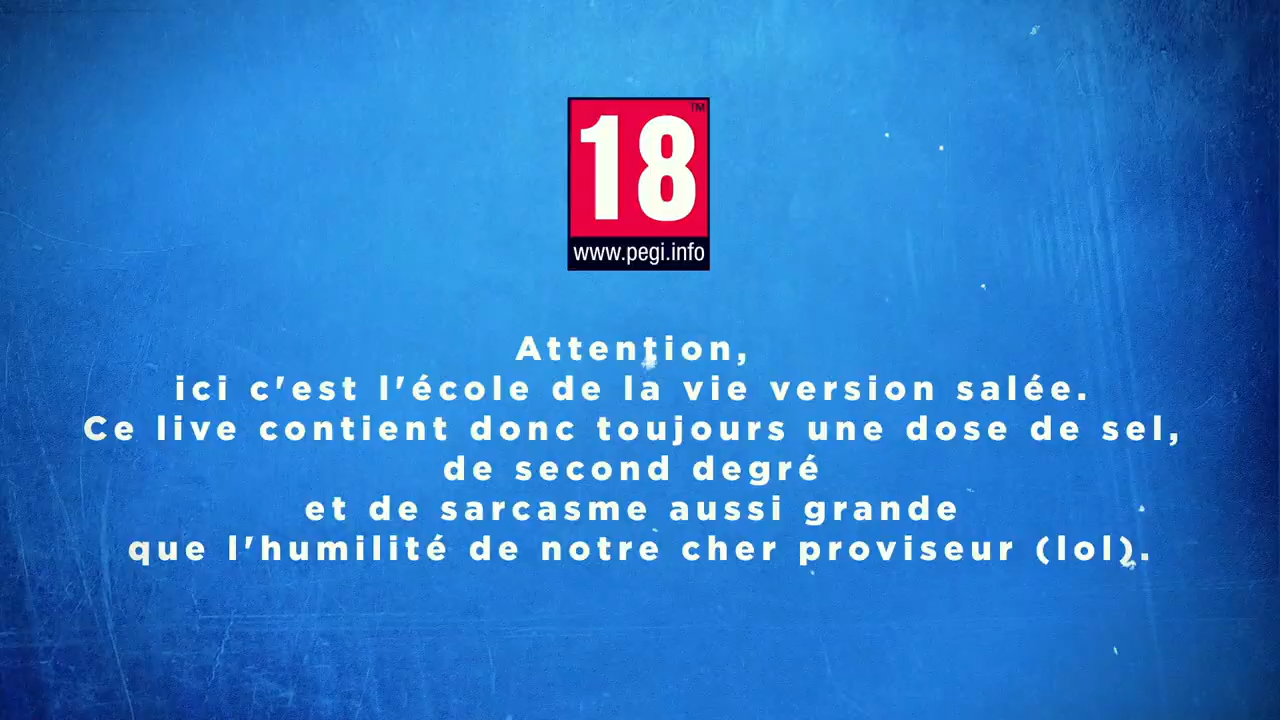 TM
18
www.pegi.info
Attention,
ici c'est l'école de la vie version salée.
Ce live contient donc toujours une dose de sel,
de second degré
et de sarcasme aussi grande
que l'humilité de notre cher proviseur (lol).